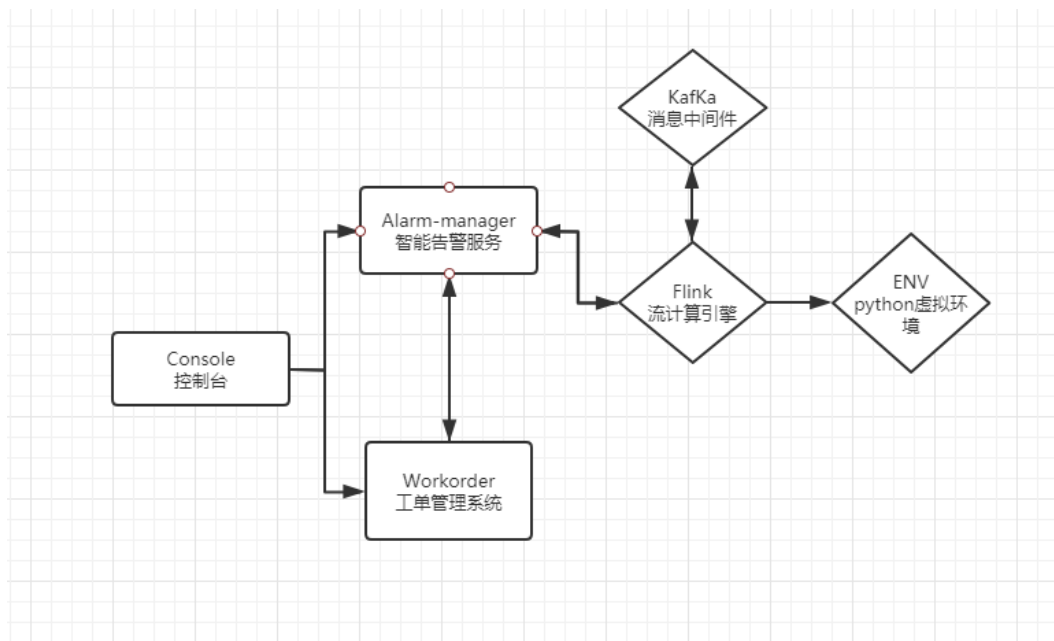 KafKa
消息中间件
Alarm-manager
智能告警服务
Flink
流计算引擎
ENV
python虚拟环
境
Console
控制台
Workorder
工单管理系统